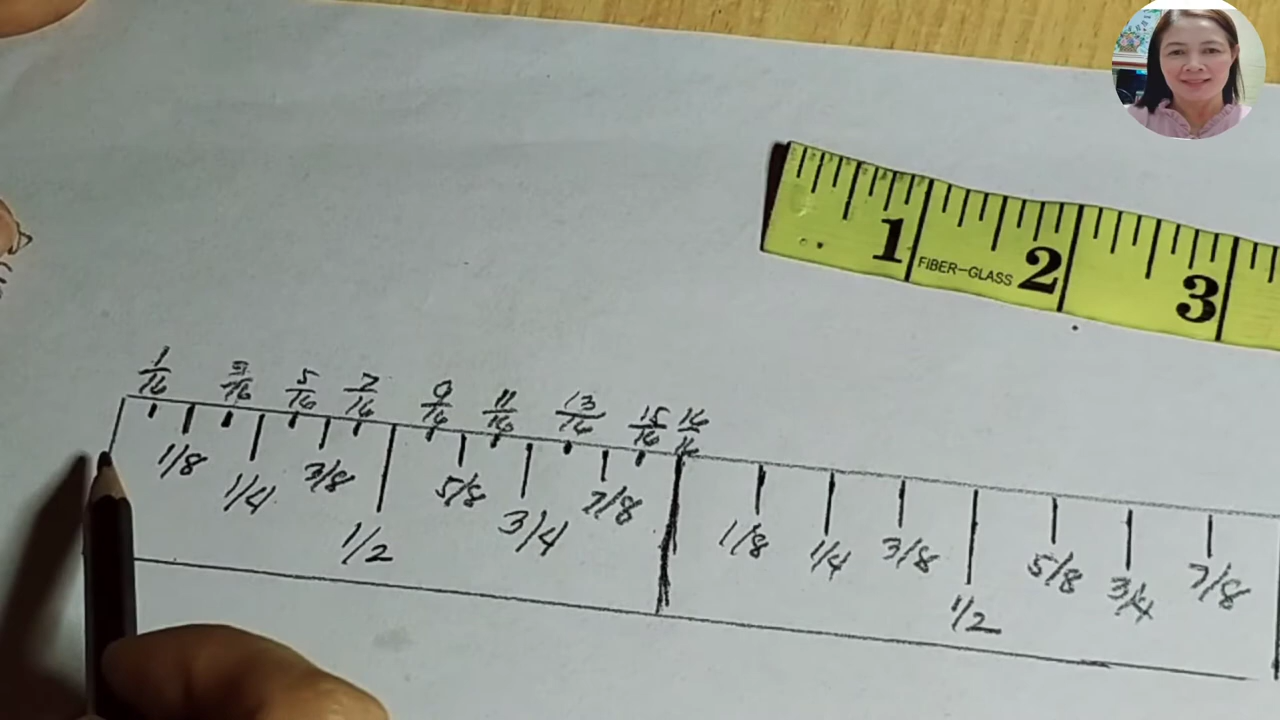 1 2 3
FIBER-GLASS
1/16 3/16 5/16 7/16 9/16 11/16 13/16 15/16 16/16
1/8 1/4 3/8 1/2 5/8 3/4 7/8 1/8 1/4 3/8 1/2 5/8 3/4 7/8